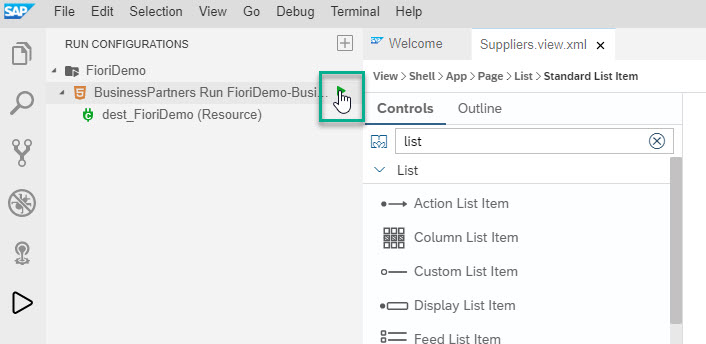 SAP File Edit Selection View Go Debug Terminal Help
RUN CONFIGURATIONS
FioriDemo
BusinessPartners Run FioriDemo-Busi...
dest_FioriDemo (Resource)
Welcome Suppliers.view.xml
View > Shell > App > Page > List > Standard List Item
Controls Outline
list
List
Action List Item
Column List Item
Custom List Item
Display List Item
Feed List Item